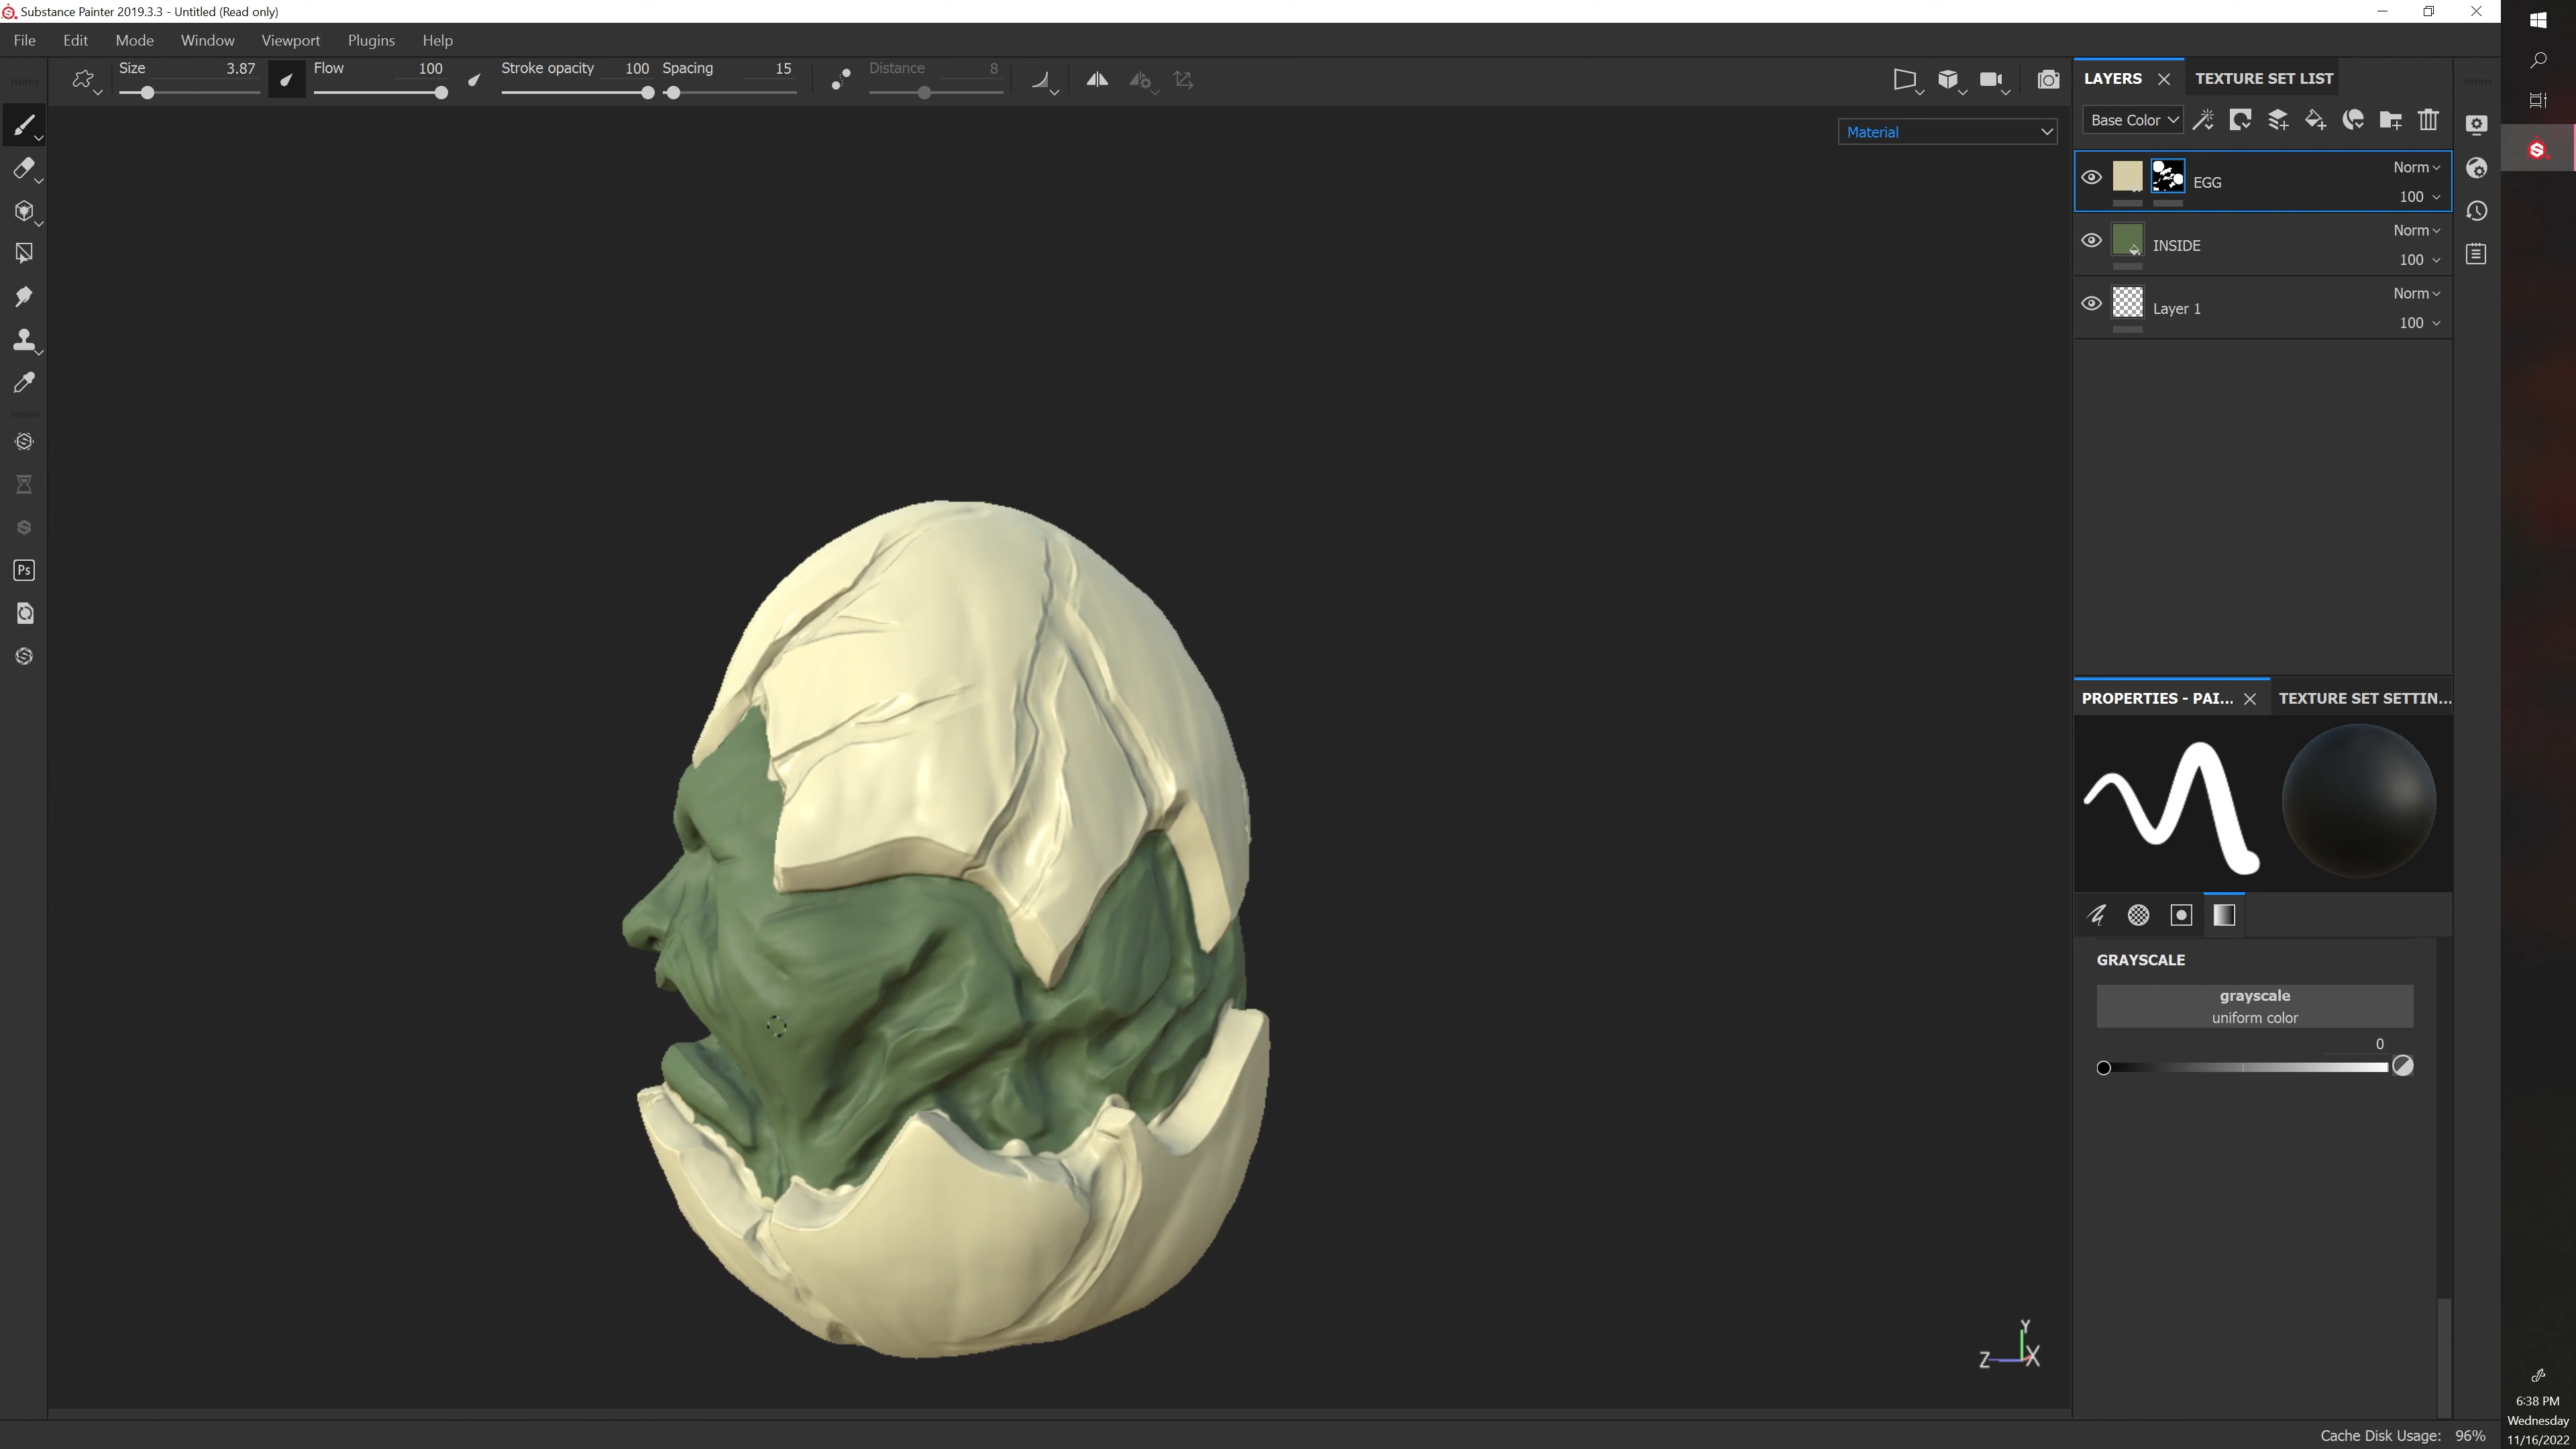 Substance Painter 2019.3.3 - Untitled (Read only)
File Edit Mode Window Viewport Plugins Help
Size 3.87 Flow 100 Stroke opacity 100 Spacing 15 Distance 8
LAYERS TEXTURE SET LIST
Base Color
Material
Norm
EGG
100
Norm
INSIDE
100
Norm
Layer 1
100
Ps
PROPERTIES - PAI... TEXTURE SET SETTIN...
GRAYSCALE
grayscale
uniform color
0
Y
Z X
Cache Disk Usage: 96%
6:38 PM
Wednesday
11/16/2022